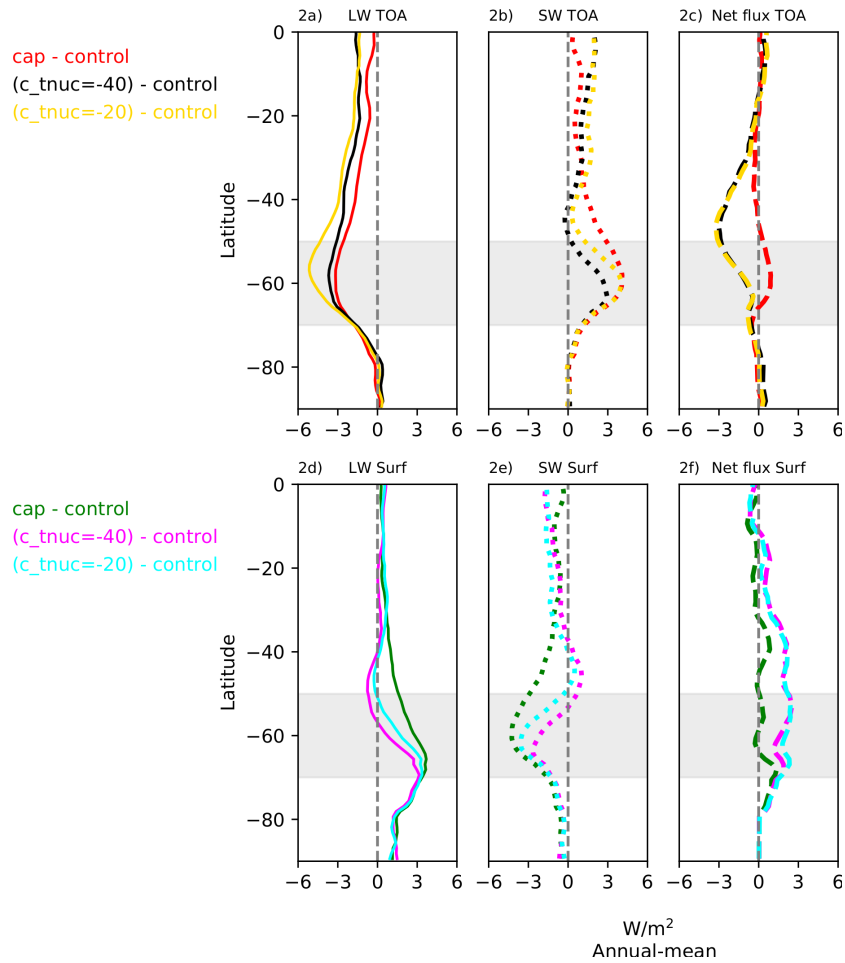 2a) LW TOA 2b) SW TOA 2c) Net flux TOA
cap - control
(c_tnuc=-40) - control
(c_tnuc=-20) - control
Latitude
0
−20
−40
−60
−80
−6 −3 0 3 6 −6 −3 0 3 6 −6 −3 0 3 6
2d) LW Surf 2e) SW Surf 2f) Net flux Surf
cap - control
(c_tnuc=-40) - control
(c_tnuc=-20) - control
Latitude
0
−20
−40
−60
−80
−6 −3 0 3 6 −6 −3 0 3 6 −6 −3 0 3 6
W/m²
Annual-mean